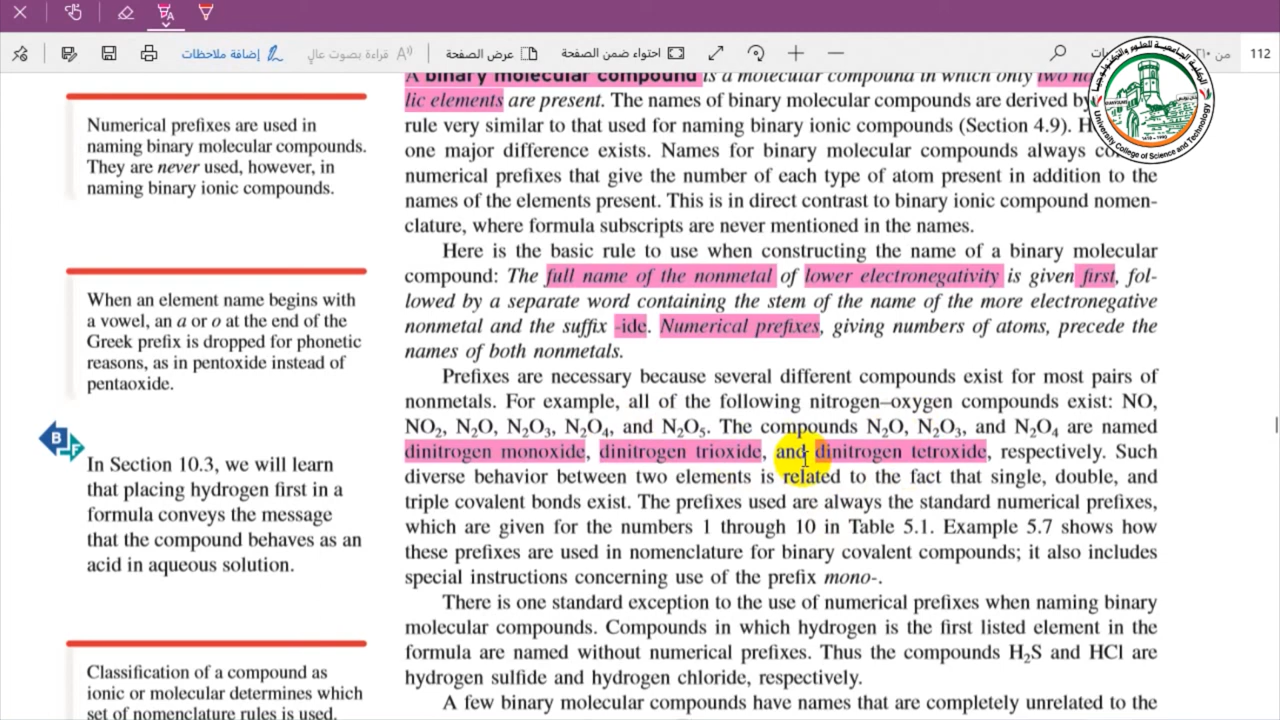 إضافة ملاحظات
قراءة بصوت عالٍ
عرض الصفحة
احتواء ضمن الصفحة
من ٢١٠
112
University College of Science and Technology
A binary molecular compound is a molecular compound in which only two
lic elements are present. The names of binary molecular compounds are derived by
rule very similar to that used for naming binary ionic compounds (Section 4.9).
one major difference exists. Names for binary molecular compounds always
numerical prefixes that give the number of each type of atom present in addition to the
names of the elements present. This is in direct contrast to binary ionic compound nomen-
clature, where formula subscripts are never mentioned in the names.
Here is the basic rule to use when constructing the name of a binary molecular
compound: The full name of the nonmetal of lower electronegativity is given first, fol-
lowed by a separate word containing the stem of the name of the more electronegative
nonmetal and the suffix -ide. Numerical prefixes, giving numbers of atoms, precede the
names of both nonmetals.
Prefixes are necessary because several different compounds exist for most pairs of
nonmetals. For example, all of the following nitrogen–oxygen compounds exist: NO,
NO₂, N₂O, N₂O₃, N₂O₄, and N₂O₅. The compounds N₂O, N₂O₃, and N₂O₄ are named
dinitrogen monoxide, dinitrogen trioxide, and dinitrogen tetroxide, respectively. Such
diverse behavior between two elements is related to the fact that single, double, and
triple covalent bonds exist. The prefixes used are always the standard numerical prefixes,
which are given for the numbers 1 through 10 in Table 5.1. Example 5.7 shows how
these prefixes are used in nomenclature for binary covalent compounds; it also includes
special instructions concerning use of the prefix mono-.
There is one standard exception to the use of numerical prefixes when naming binary
molecular compounds. Compounds in which hydrogen is the first listed element in the
formula are named without numerical prefixes. Thus the compounds H₂S and HCl are
hydrogen sulfide and hydrogen chloride, respectively.
A few binary molecular compounds have names that are completely unrelated to the
Numerical prefixes are used in
naming binary molecular compounds.
They are never used, however, in
naming binary ionic compounds.
When an element name begins with
a vowel, an a or o at the end of the
Greek prefix is dropped for phonetic
reasons, as in pentoxide instead of
pentaoxide.
B
F
In Section 10.3, we will learn
that placing hydrogen first in a
formula conveys the message
that the compound behaves as an
acid in aqueous solution.
Classification of a compound as
ionic or molecular determines which
set of nomenclature rules is used.